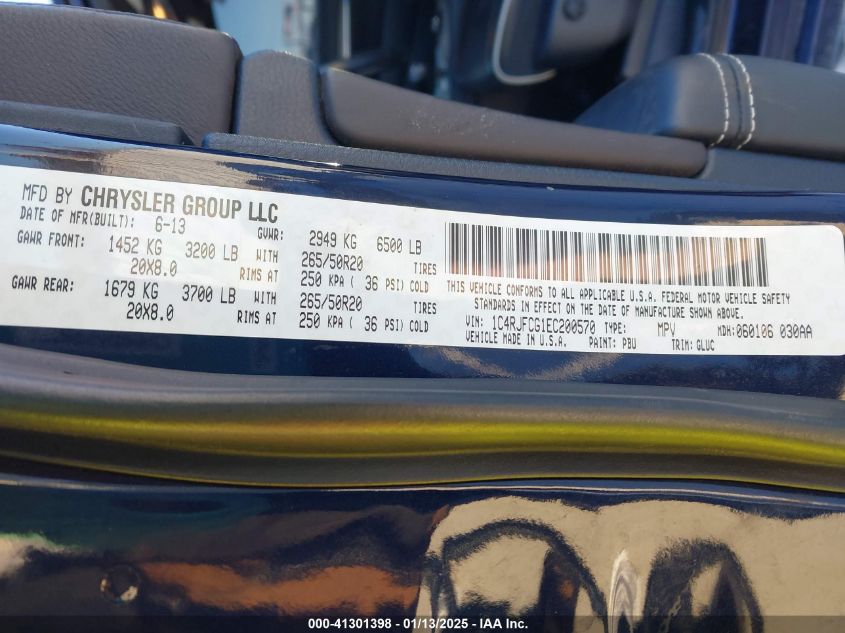 MFD BY CHRYSLER GROUP LLC
DATE OF MFR(BUILT): 6-13 GVWR: 2949 KG 6500 LB
GAWR FRONT: 1452 KG 3200 LB WITH 265/50R20 TIRES
20X8.0 RIMS AT 250 KPA ( 36 PSI) COLD
GAWR REAR: 1679 KG 3700 LB WITH 265/50R20 TIRES
20X8.0 RIMS AT 250 KPA ( 36 PSI) COLD
THIS VEHICLE CONFORMS TO ALL APPLICABLE U.S.A. FEDERAL MOTOR VEHICLE SAFETY
STANDARDS IN EFFECT ON THE DATE OF MANUFACTURE SHOWN ABOVE.
VIN: 1C4RJFCG1EC200570 TYPE: MPV MDH: 060106 030AA
VEHICLE MADE IN U.S.A. PAINT: PBU TRIM: GLUC
000-41301398 - 01/13/2025 - IAA Inc.